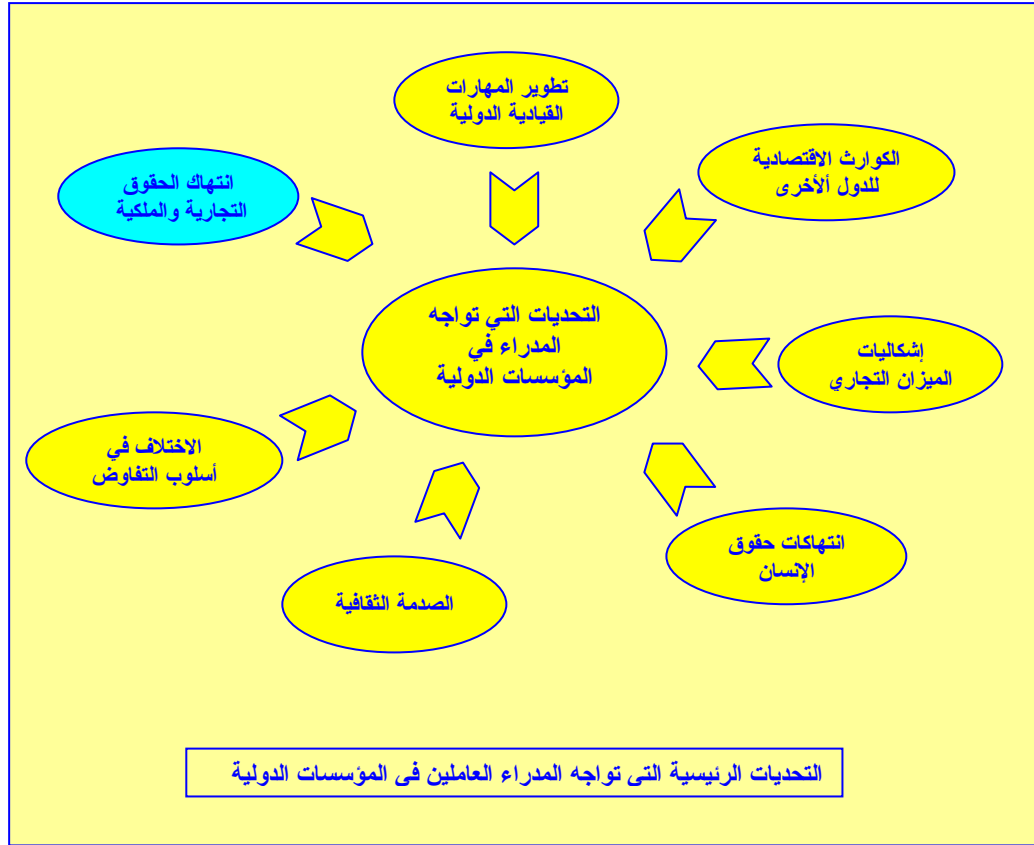 تطوير المهارات
القيادية الدولية
الكوارث الاقتصادية
للدول ألأخرى
انتهاك الحقوق
التجارية والملكية
التحديات التي تواجه
المدراء في
المؤسسات الدولية
إشكاليات
الميزان التجاري
الاختلاف في
أسلوب التفاوض
انتهاكات حقوق
الإنسان
الصدمة الثقافية
التحديات الرئيسية التى تواجه المدراء العاملين فى المؤسسات الدولية